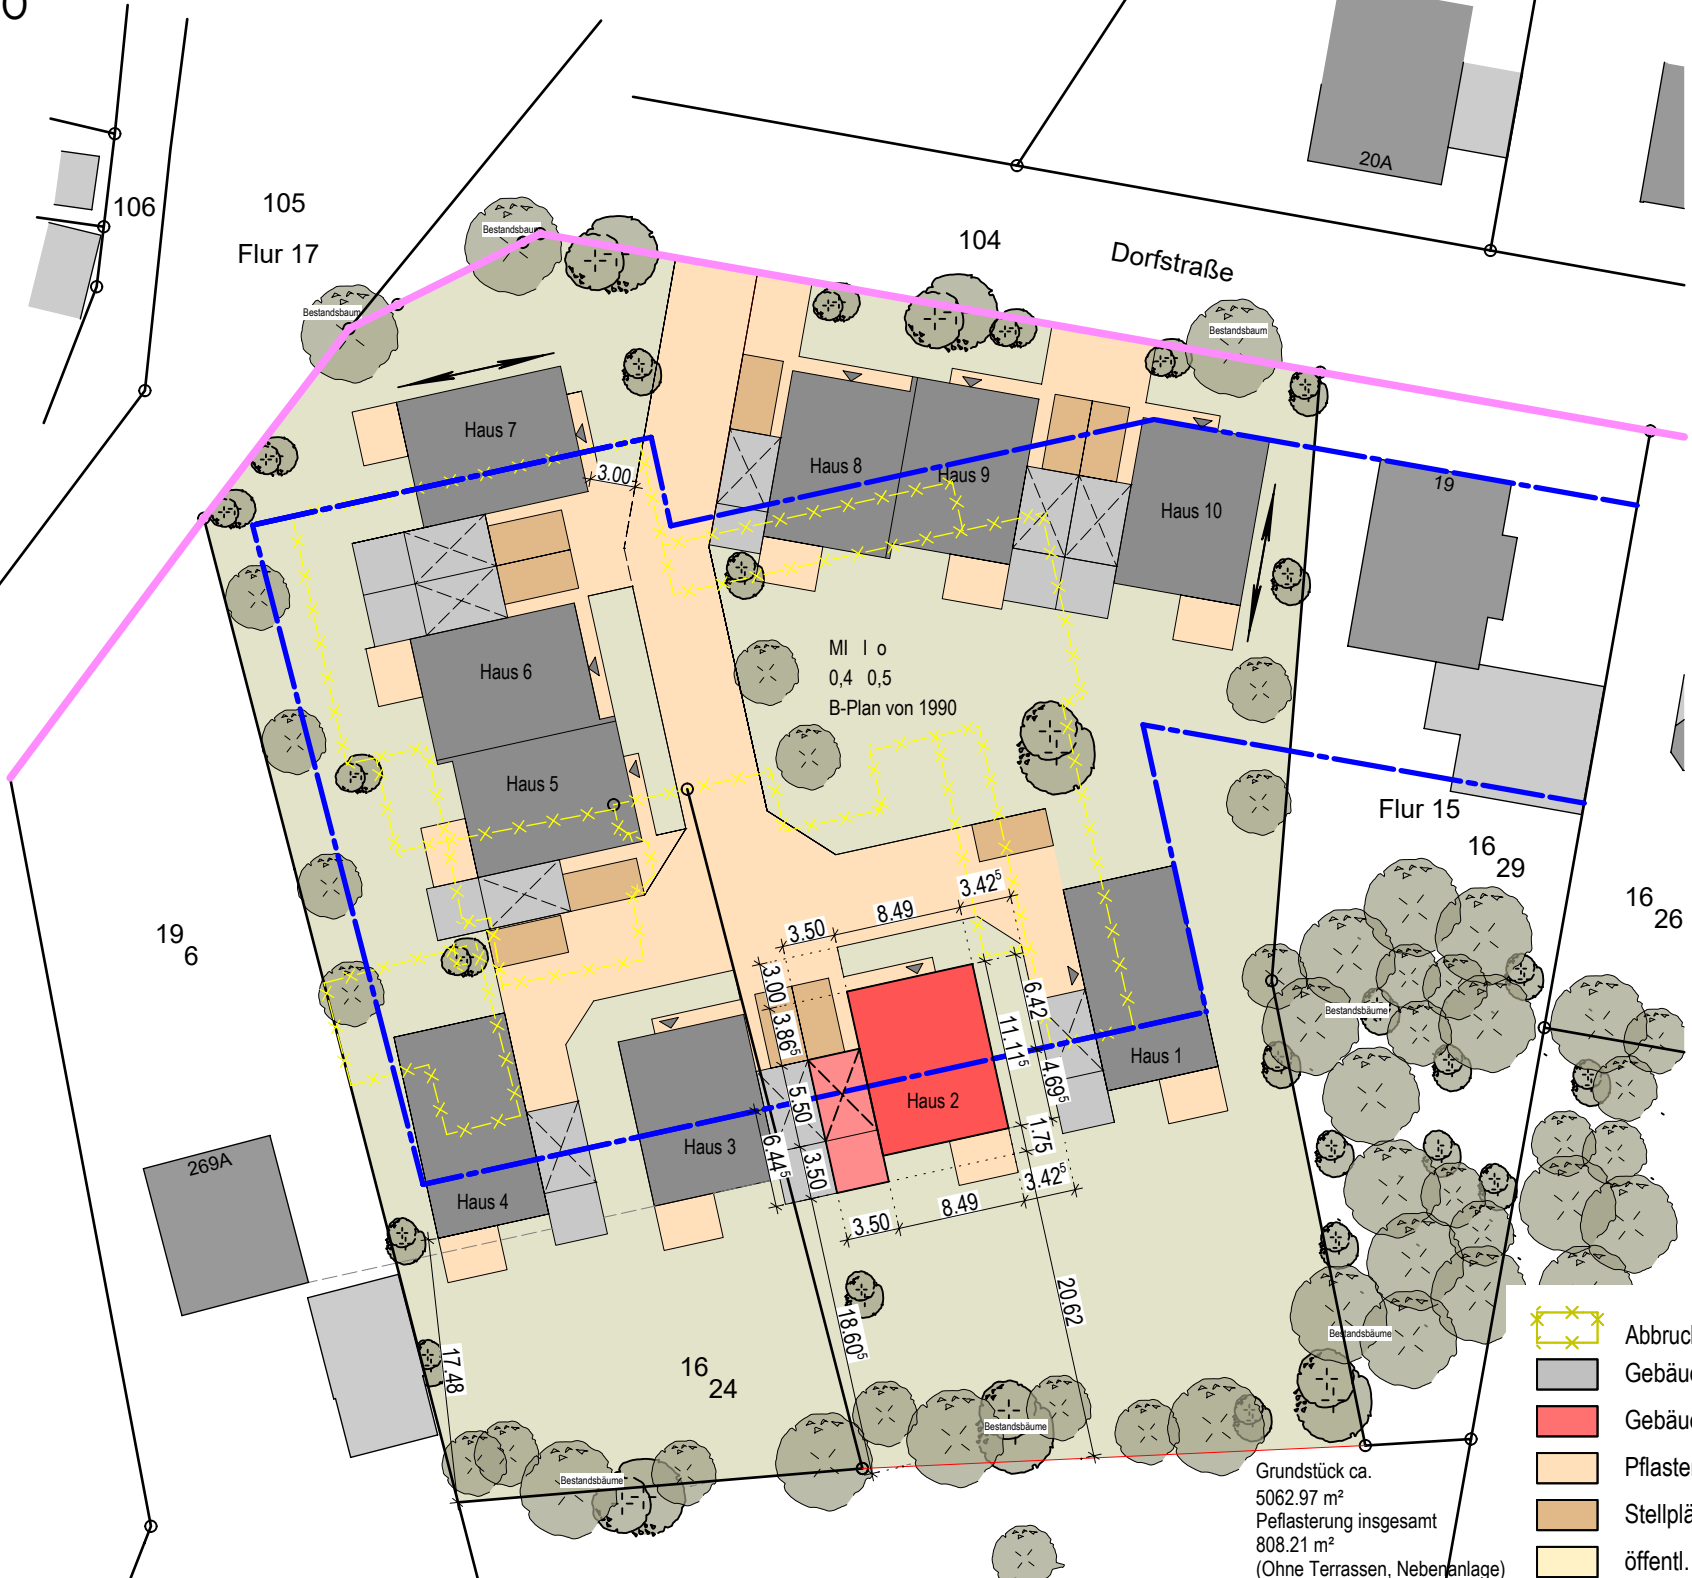 106
105
Flur 17
104
Dorfstraße
20A
Bestandsbaum
Bestandsbaum
Bestandsbaum
Haus 7
3.00
Haus 8
Haus 9
Haus 10
19
Haus 6
MI I o
0,4 0,5
B-Plan von 1990
Haus 5
Flur 15
16
29
16
26
19
6
3.50
8.49
3.42⁵
3.00
3.86⁵
6.42
11.11⁵
4.69⁵
1.75
5.50
3.50
6.44⁵
Haus 1
Haus 2
Haus 3
Haus 4
3.50
8.49
3.42⁵
269A
Bestandsbäume
Bestandsbäume
20.62
18.60⁵
17.48
16
24
Bestandsbäume
Bestandsbäume
Grundstück ca.
5062.97 m²
Peflasterung insgesamt
808.21 m²
(Ohne Terrassen, Nebenanlage)
öffentl.